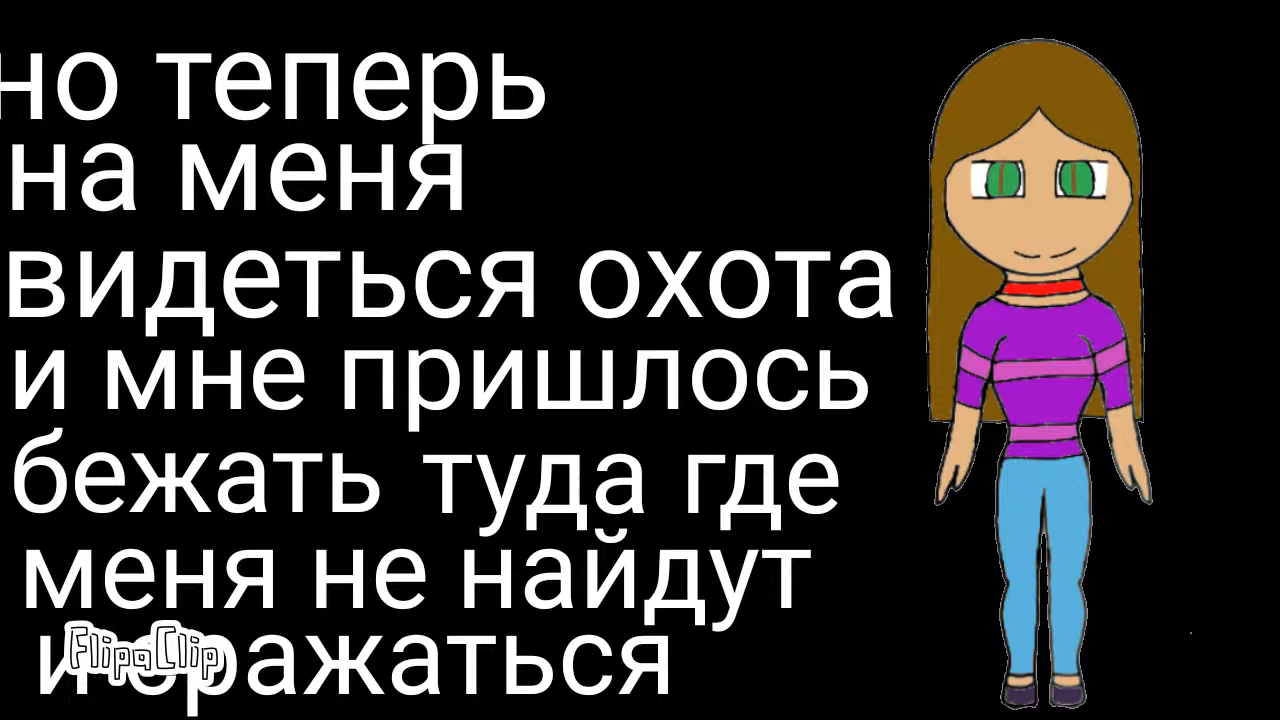 но теперь
на меня
видеться охота
и мне пришлось
бежать туда где
меня не найдут
и
FlipaClip